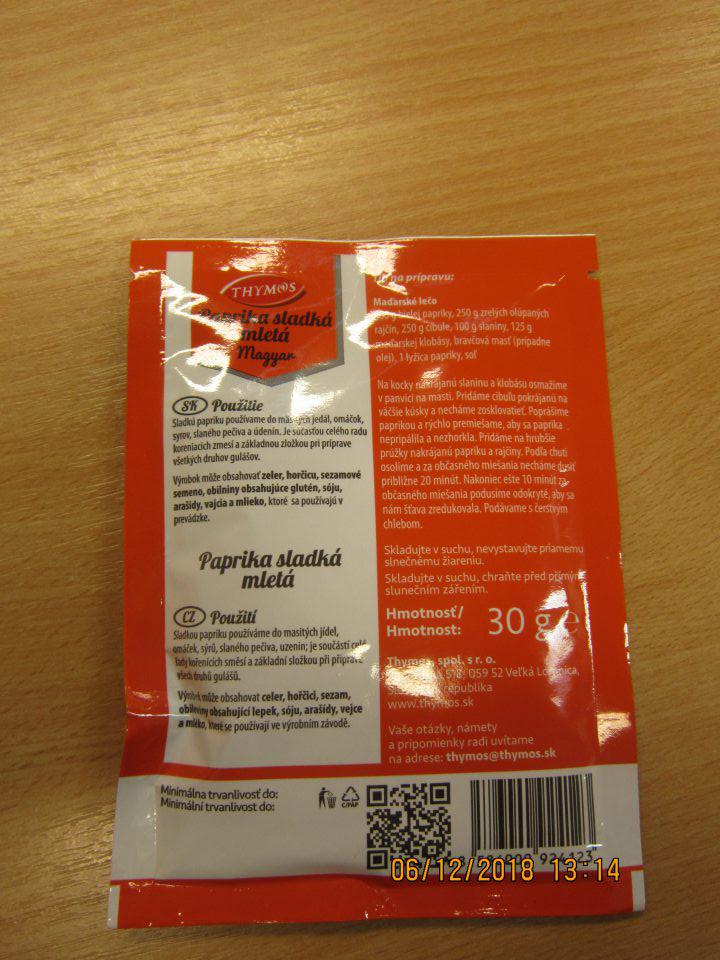 THYMOS
Paprika sladká
mletá
Magyar
SK Použitie
Sladkú papriku používame do mäsitých jedál, omáčok,
syrov, slaného pečiva a údenín. Je súčasťou celého radu
koreniacich zmesí a základnou zložkou pri príprave
všetkých druhov gulášov.
Výrobok môže obsahovať zeler, horčicu, sezamové
semeno, obilniny obsahujúce glutén, sóju,
arašidy, vajcia a mlieko, ktoré sa používajú v
prevádzke.
Paprika sladká
mletá
CZ Použití
Sladkou papriku používáme do masitých jídel,
omáček, sýrů, slaného pečiva, uzenin; je součástí celé
řady kořenících směsí a základní složkou při přípravě
všech druhů gulášů.
Výrobek může obsahovat celer, hořčici, sezam,
obiloviny obsahující lepek, sóju, arašídy, vejce
a mléko, které se používají ve výrobním závodě.
na prípravu:
Maďarské lečo
bielej papriky, 250 g zrelých olúpaných
rajčín, 250 g cibule, 100 g slaniny, 125 g
maďarskej klobásy, bravčová masť (prípadne
olej), 1 lyžica papriky, soľ
Na kocky nakrájanú slaninu a klobásu osmažíme
v panvici na masti. Pridáme cibuľu pokrájanú na
väčšie kúsky a necháme zosklovatieť. Poprášime
paprikou a rýchlo premiešame, aby sa paprika
nepripálila a nezhorkla. Pridáme na hrubšie
prúžky nakrájanú papriku a rajčiny. Podľa chuti
osolíme a za občasného miešania necháme dusiť
približne 20 minút. Nakoniec ešte 10 minút za
občasného miešania podusíme odokryté, aby sa
nám šťava zredukovala. Podávame s čerstvým
chlebom.
Skladujte v suchu, nevystavujte priamemu
slnečnému žiareniu.
Skladujte v suchu, chraňte před přímým
slunečním zářením.
Hmotnosť/
Hmotnost: 30 g e
Thymos, spol. s r. o.
518, 059 52 Veľká Lomnica,
republika
www.thymos.sk
Vaše otázky, námety
a pripomienky radi uvítame
na adrese: thymos@thymos.sk
Minimálna trvanlivosť do:
Minimální trvanlivost do:
C/PAP
924423
06/12/2018 13:14